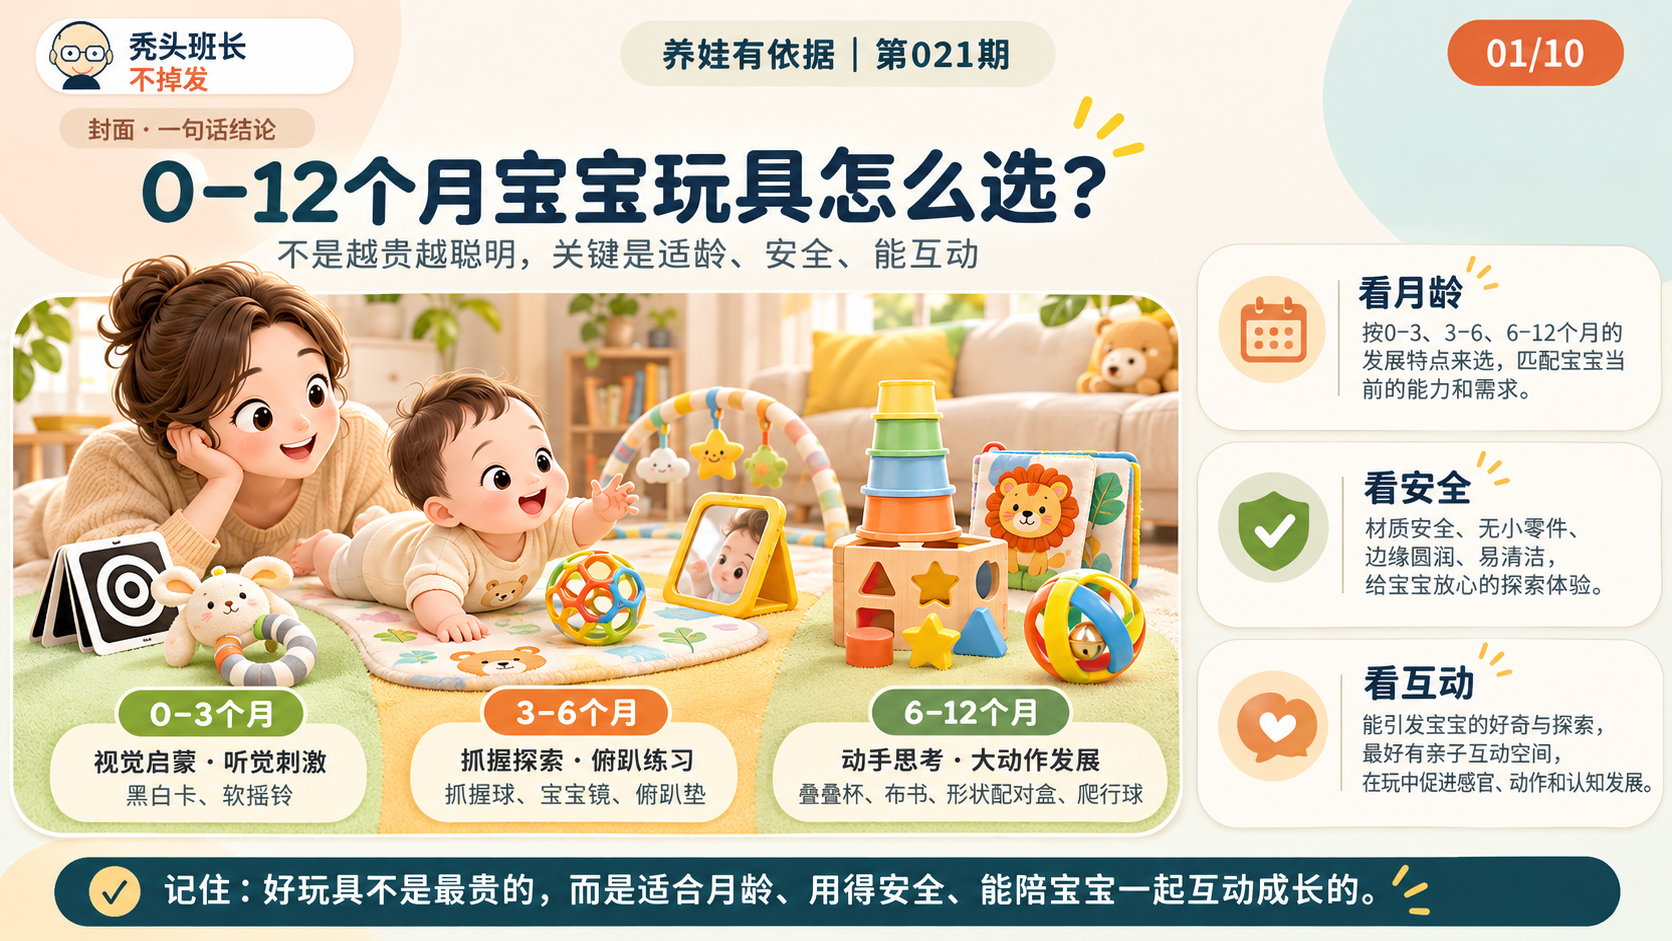 秃头班长
不掉发
养娃有依据｜第021期
01/10
封面·一句话结论
0-12个月宝宝玩具怎么选？
不是越贵越聪明，关键是适龄、安全、能互动
0-3个月
视觉启蒙·听觉刺激
黑白卡、软摇铃
3-6个月
抓握探索·俯趴练习
抓握球、宝宝镜、俯趴垫
6-12个月
动手思考·大动作发展
叠叠杯、布书、形状配对盒、爬行球
看月龄
按0-3、3-6、6-12个月的
发展特点来选，匹配宝宝当
前的能力和需求。
看安全
材质安全、无小零件、
边缘圆润、易清洁，
给宝宝放心的探索体验。
看互动
能引发宝宝的好奇与探索，
最好有亲子互动空间，
在玩中促进感官、动作和认知发展。
记住：好玩具不是最贵的，而是适合月龄、用得安全、能陪宝宝一起互动成长的。